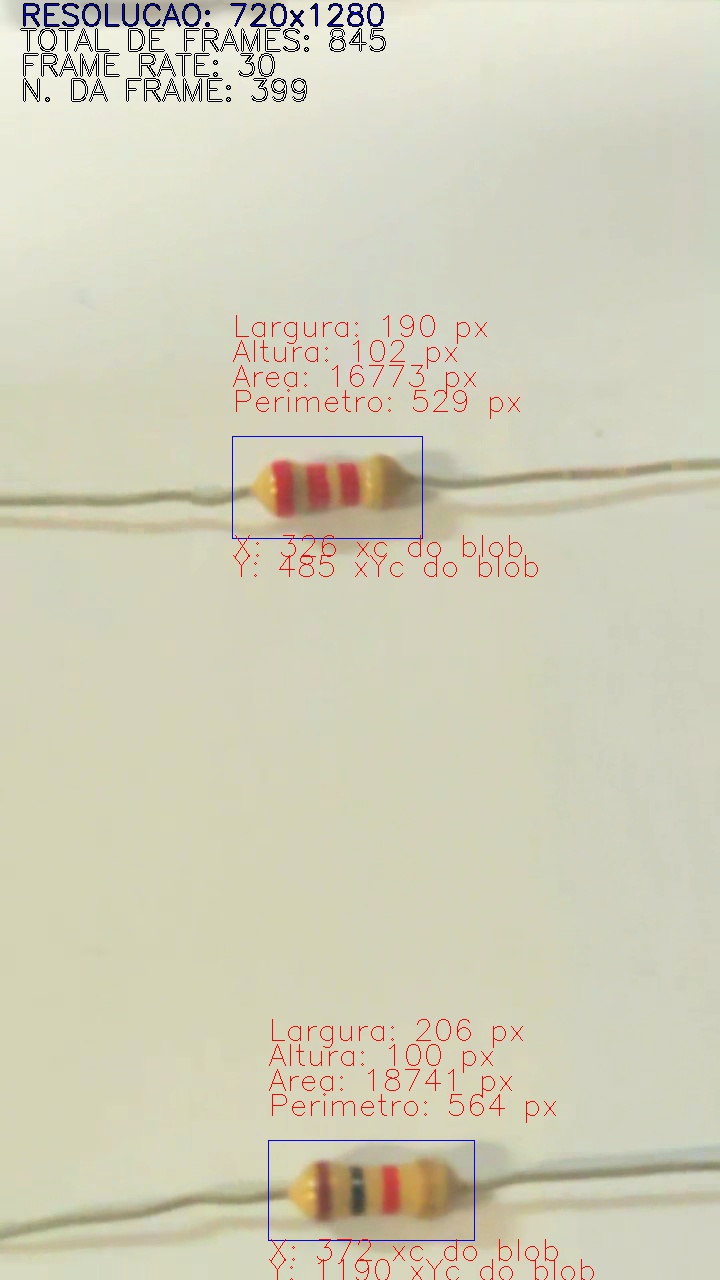 RESOLUCAO: 720x1280
TOTAL DE FRAMES: 845
FRAME RATE: 30
N. DA FRAME: 399
Largura: 190 px
Altura: 102 px
Area: 16773 px
Perimetro: 529 px
X: 326 xc do blob
Y: 485 xYc do blob
Largura: 206 px
Altura: 100 px
Area: 18741 px
Perimetro: 564 px
X: 372 xc do blob
Y: 1190 xYc do blob